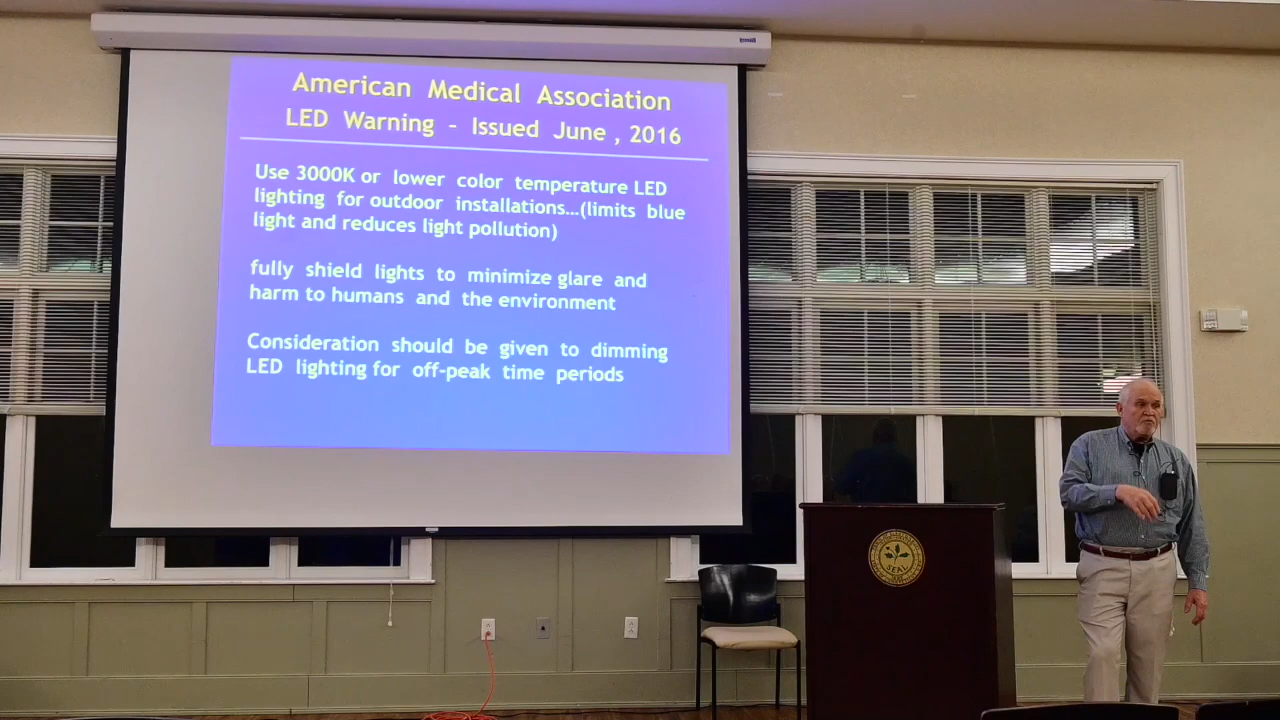 American Medical Association
LED Warning – Issued June , 2016
Use 3000K or lower color temperature LED
lighting for outdoor installations...(limits blue
light and reduces light pollution)
fully shield lights to minimize glare and
harm to humans and the environment
Consideration should be given to dimming
LED lighting for off-peak time periods
SEAL